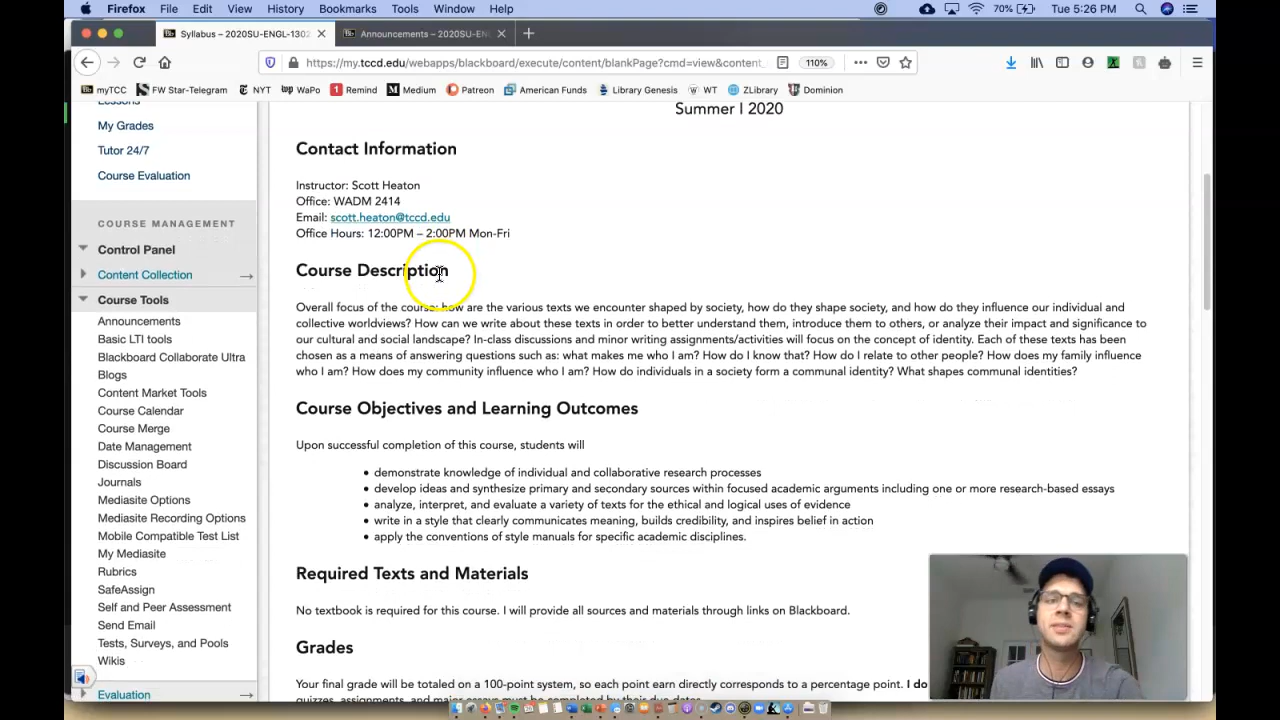 Firefox File Edit View History Bookmarks Tools Window Help 70% Tue 5:26 PM
Syllabus – 2020SU-ENGL-1302 Announcements – 2020SU-EN
https://my.tccd.edu/webapps/blackboard/execute/content/blankPage?cmd=view&content_ 110%
myTCC FW Star-Telegram NYT WaPo Remind Medium Patreon American Funds Library Genesis WT ZLibrary Dominion
Lessons
My Grades
Tutor 24/7
Course Evaluation
COURSE MANAGEMENT
Control Panel
Content Collection
Course Tools
Announcements
Basic LTI tools
Blackboard Collaborate Ultra
Blogs
Content Market Tools
Course Calendar
Course Merge
Date Management
Discussion Board
Journals
Mediasite Options
Mediasite Recording Options
Mobile Compatible Test List
My Mediasite
Rubrics
SafeAssign
Self and Peer Assessment
Send Email
Tests, Surveys, and Pools
Wikis
Evaluation
Summer I 2020
Contact Information
Instructor: Scott Heaton
Office: WADM 2414
Email: scott.heaton@tccd.edu
Office Hours: 12:00PM – 2:00PM Mon-Fri
Course Description
Overall focus of the course: how are the various texts we encounter shaped by society, how do they shape society, and how do they influence our individual and
collective worldviews? How can we write about these texts in order to better understand them, introduce them to others, or analyze their impact and significance to
our cultural and social landscape? In-class discussions and minor writing assignments/activities will focus on the concept of identity. Each of these texts has been
chosen as a means of answering questions such as: what makes me who I am? How do I know that? How do I relate to other people? How does my family influence
who I am? How does my community influence who I am? How do individuals in a society form a communal identity? What shapes communal identities?
Course Objectives and Learning Outcomes
Upon successful completion of this course, students will
• demonstrate knowledge of individual and collaborative research processes
• develop ideas and synthesize primary and secondary sources within focused academic arguments including one or more research-based essays
• analyze, interpret, and evaluate a variety of texts for the ethical and logical uses of evidence
• write in a style that clearly communicates meaning, builds credibility, and inspires belief in action
• apply the conventions of style manuals for specific academic disciplines.
Required Texts and Materials
No textbook is required for this course. I will provide all sources and materials through links on Blackboard.
Grades
Your final grade will be totaled on a 100-point system, so each point earn directly corresponds to a percentage point. I do
quizzes, assignments, and major essays must be completed by their due dates.